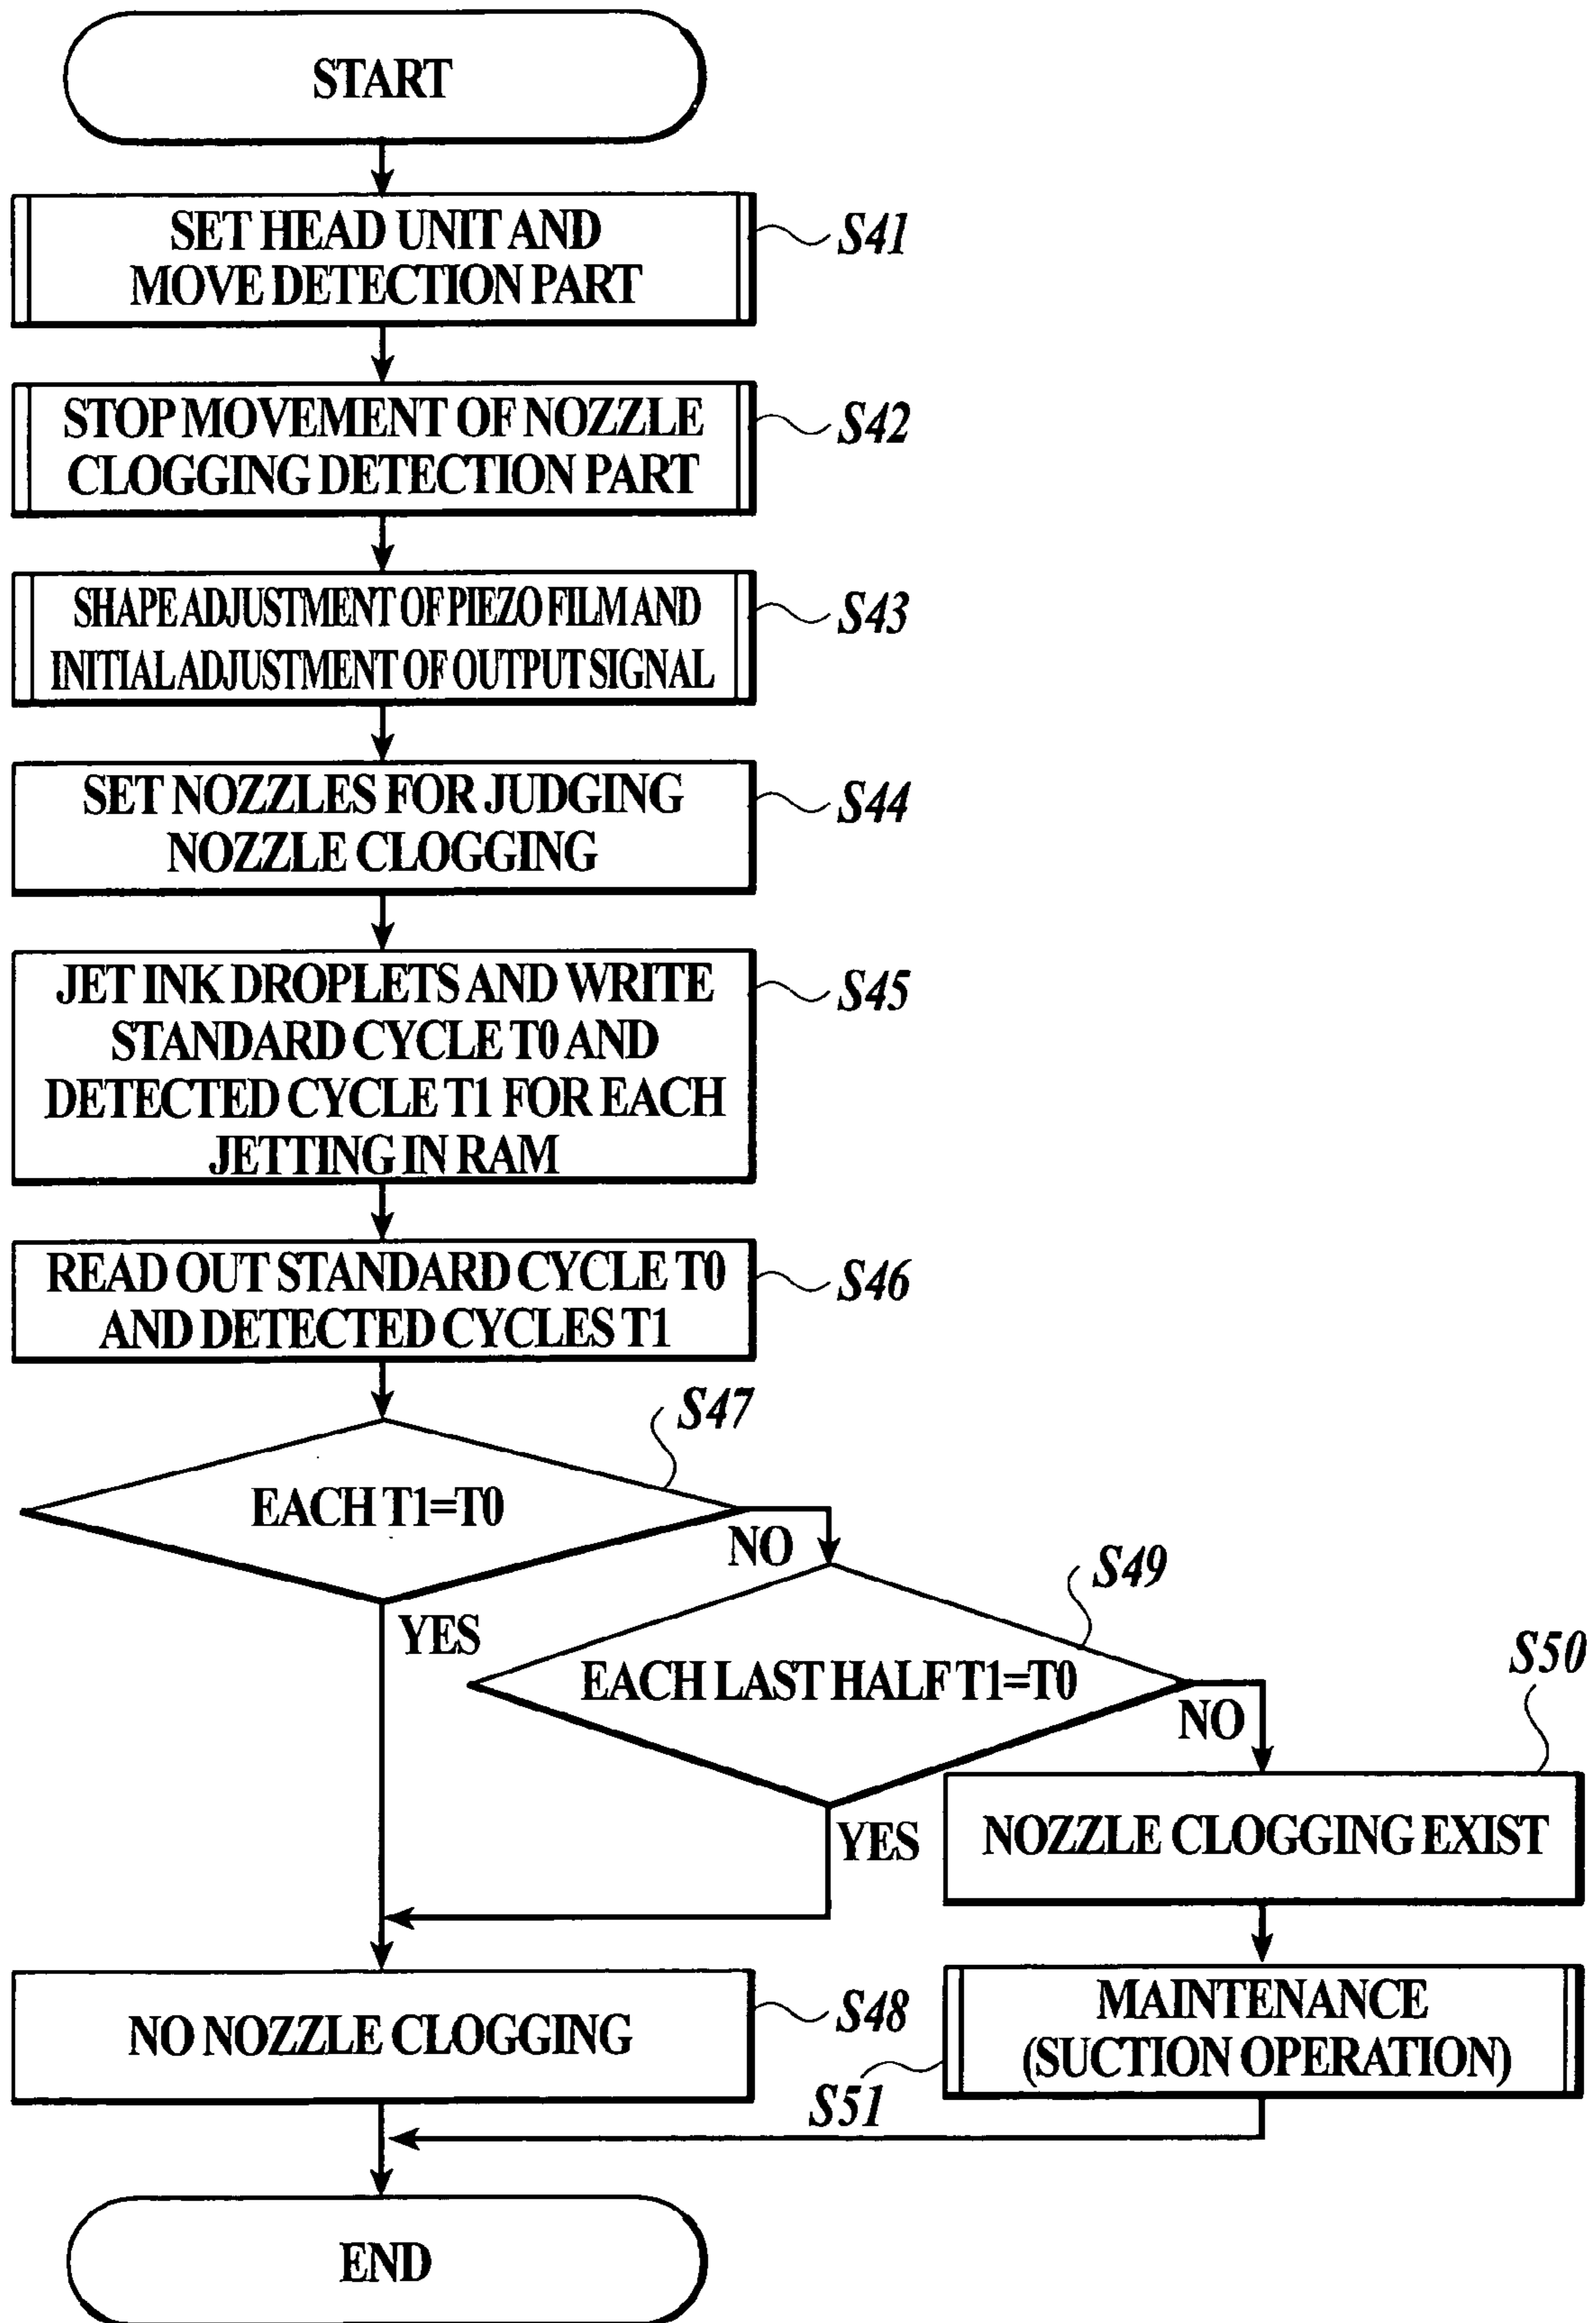 START
SET HEAD UNIT AND
MOVE DETECTION PART
S41
STOP MOVEMENT OF NOZZLE
CLOGGING DETECTION PART
S42
SHAPE ADJUSTMENT OF PIEZO FILM AND
INITIAL ADJUSTMENT OF OUTPUT SIGNAL
S43
SET NOZZLES FOR JUDGING
NOZZLE CLOGGING
S44
JET INK DROPLETS AND WRITE
STANDARD CYCLE T0 AND
DETECTED CYCLE T1 FOR EACH
JETTING IN RAM
S45
READ OUT STANDARD CYCLE T0
AND DETECTED CYCLES T1
S46
S47
EACH T1=T0
NO
YES
S49
EACH LAST HALF T1=T0
NO
YES
S50
NOZZLE CLOGGING EXIST
NO NOZZLE CLOGGING
S48
MAINTENANCE
(SUCTION OPERATION)
S51
END